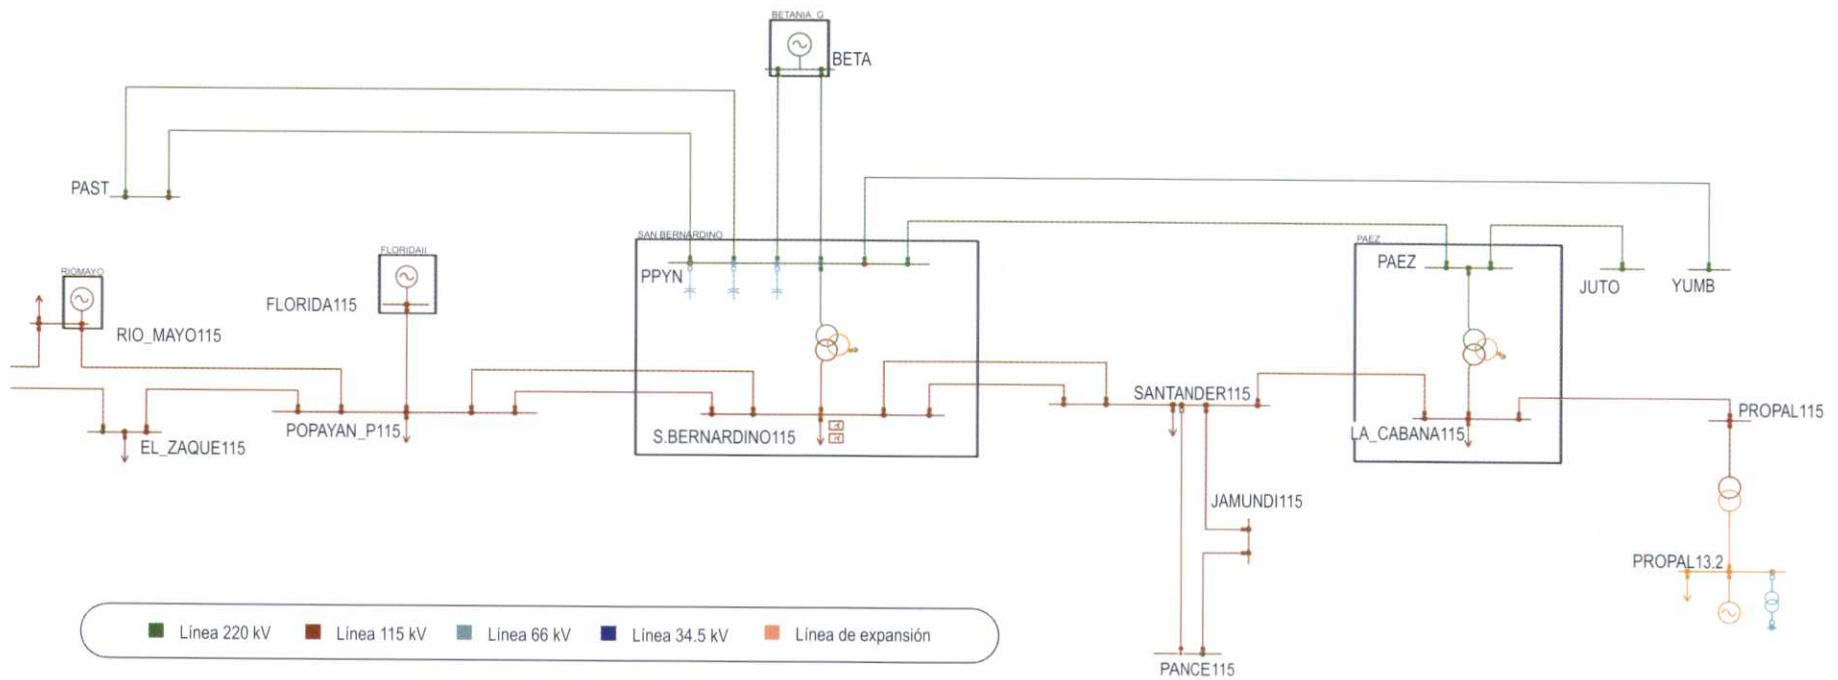 BETANIA_G
BETA
PAST
SAN BERNARDINO
PPYN
PAEZ
PAEZ
JUTO
YUMB
FLORIDAII
FLORIDA115
RIOMAYO
RIO_MAYO115
EL_ZAQUE115
POPAYAN_P115
S.BERNARDINO115
SANTANDER115
LA_CABANA115
PROPAL115
JAMUNDI115
PROPAL13.2
PANCE115
Línea 220 kV
Línea 115 kV
Línea 66 kV
Línea 34.5 kV
Línea de expansión